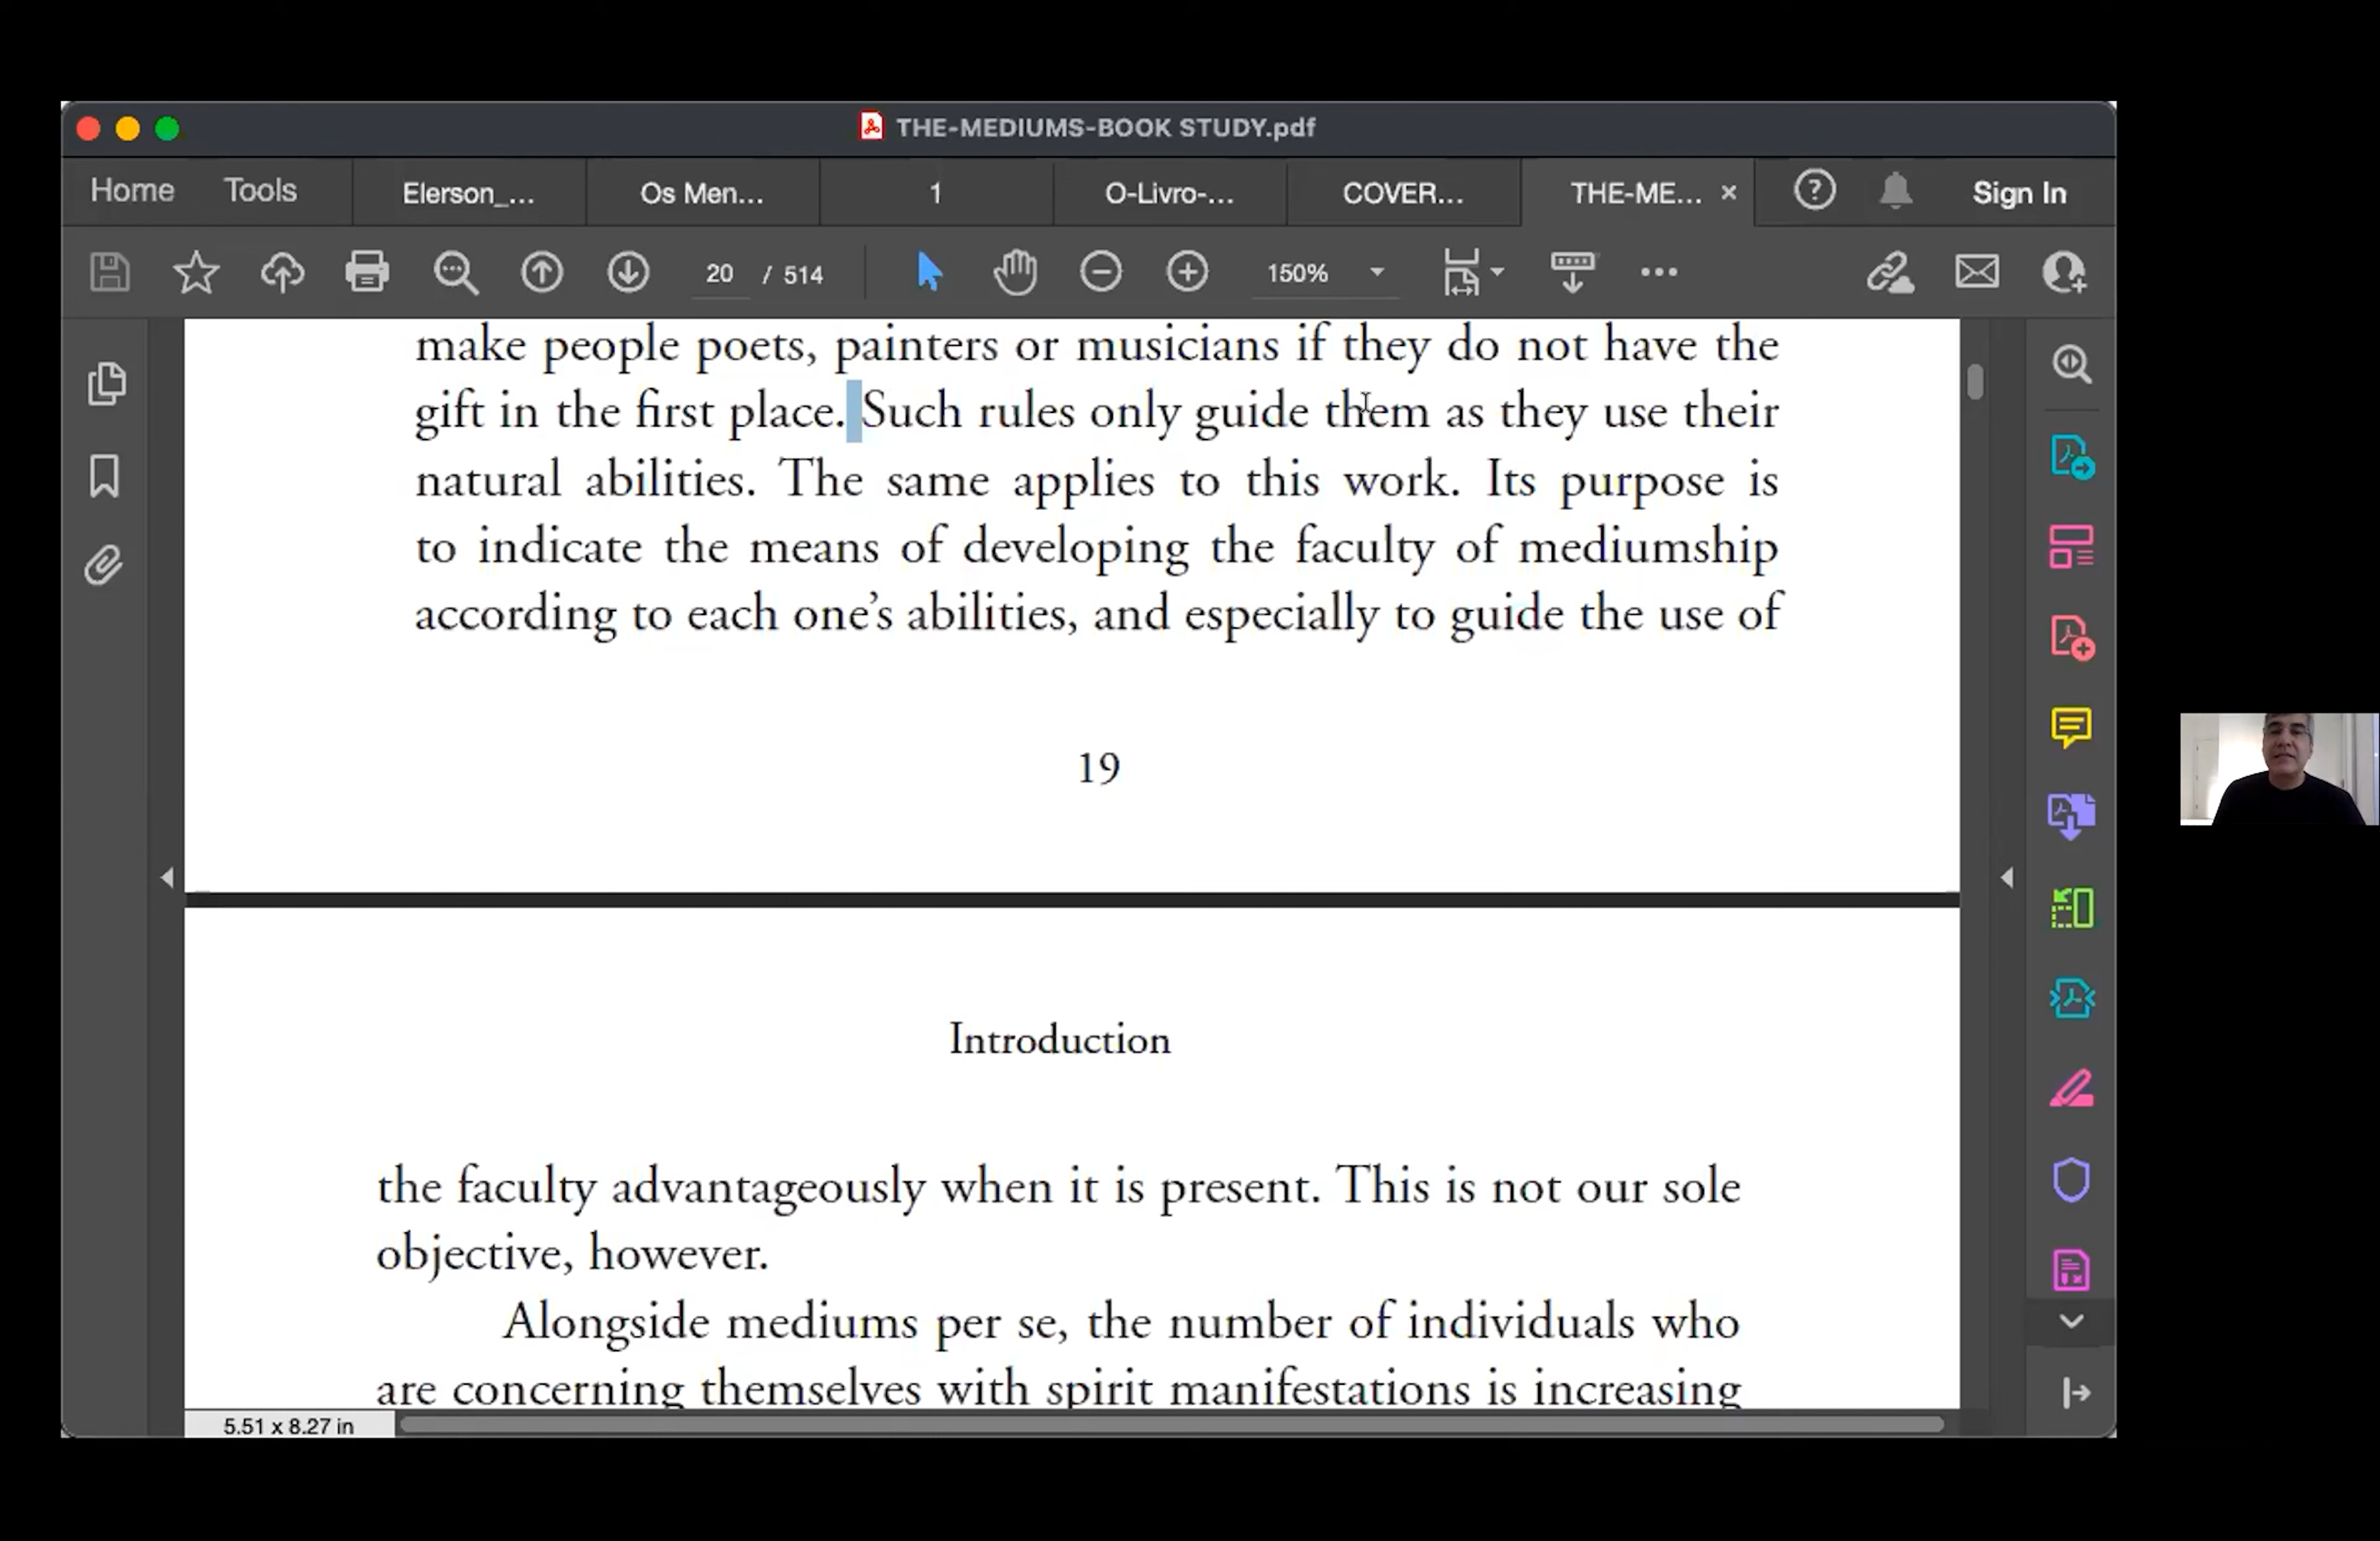 THE-MEDIUMS-BOOK STUDY.pdf
Home Tools Elerson_... Os Men... 1 O-Livro-... COVER... THE-ME... × ? Sign In
20 / 514 150%
make people poets, painters or musicians if they do not have the
gift in the first place. Such rules only guide them as they use their
natural abilities. The same applies to this work. Its purpose is
to indicate the means of developing the faculty of mediumship
according to each one’s abilities, and especially to guide the use of
19
Introduction
the faculty advantageously when it is present. This is not our sole
objective, however.
Alongside mediums per se, the number of individuals who
are concerning themselves with spirit manifestations is increasing
5.51 x 8.27 in